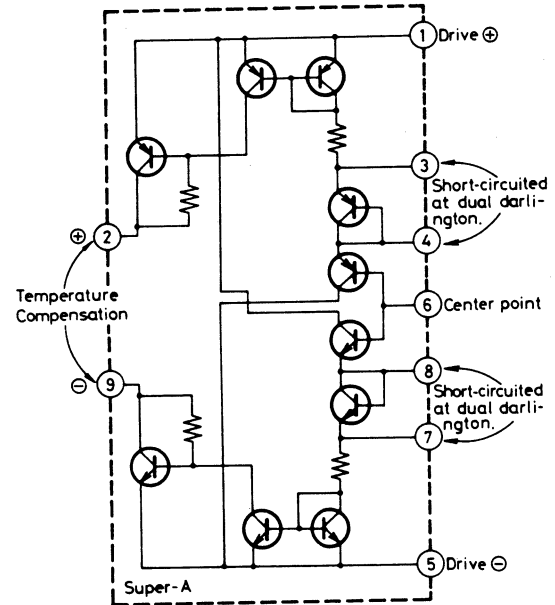 1 Drive ⊕
3
Short-circuited
at dual darli-
ngton.
4
⊕ 2
Temperature
Compensation
6 Center point
⊖ 9
8
Short-circuited
at dual darli-
ngton.
7
5 Drive ⊖
Super-A